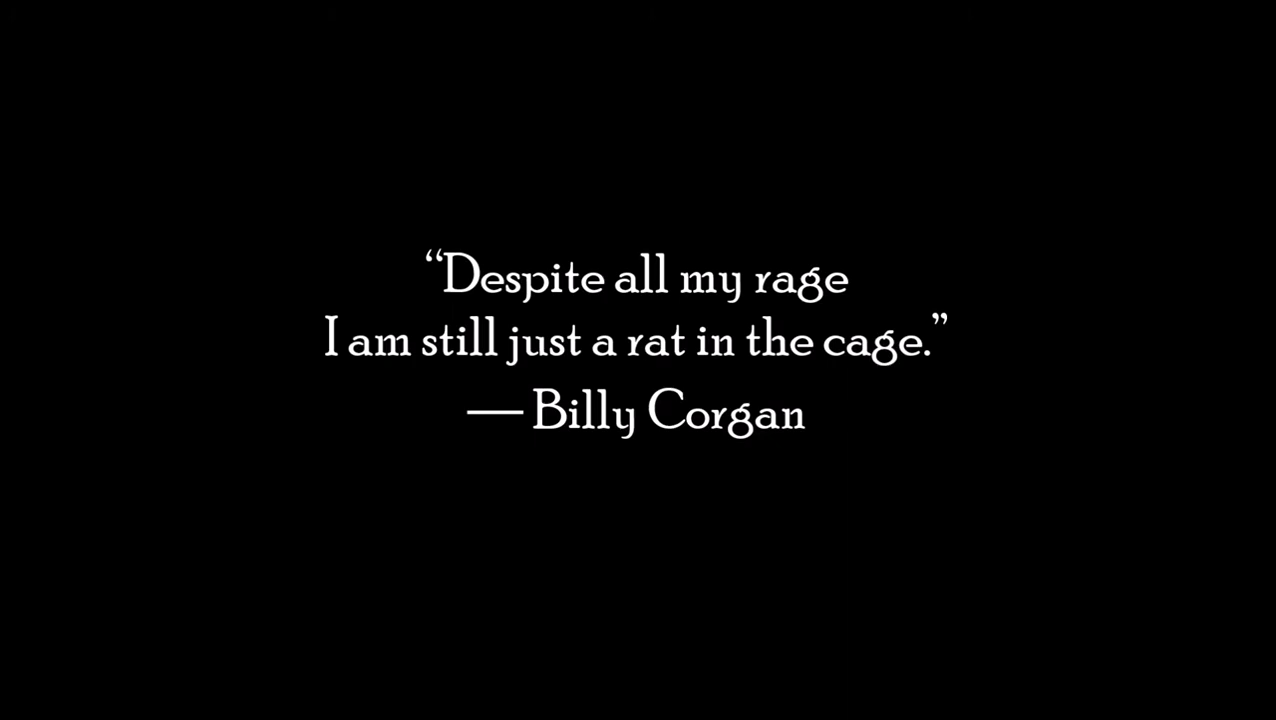 “Despite all my rage
I am still just a rat in the cage.”
— Billy Corgan